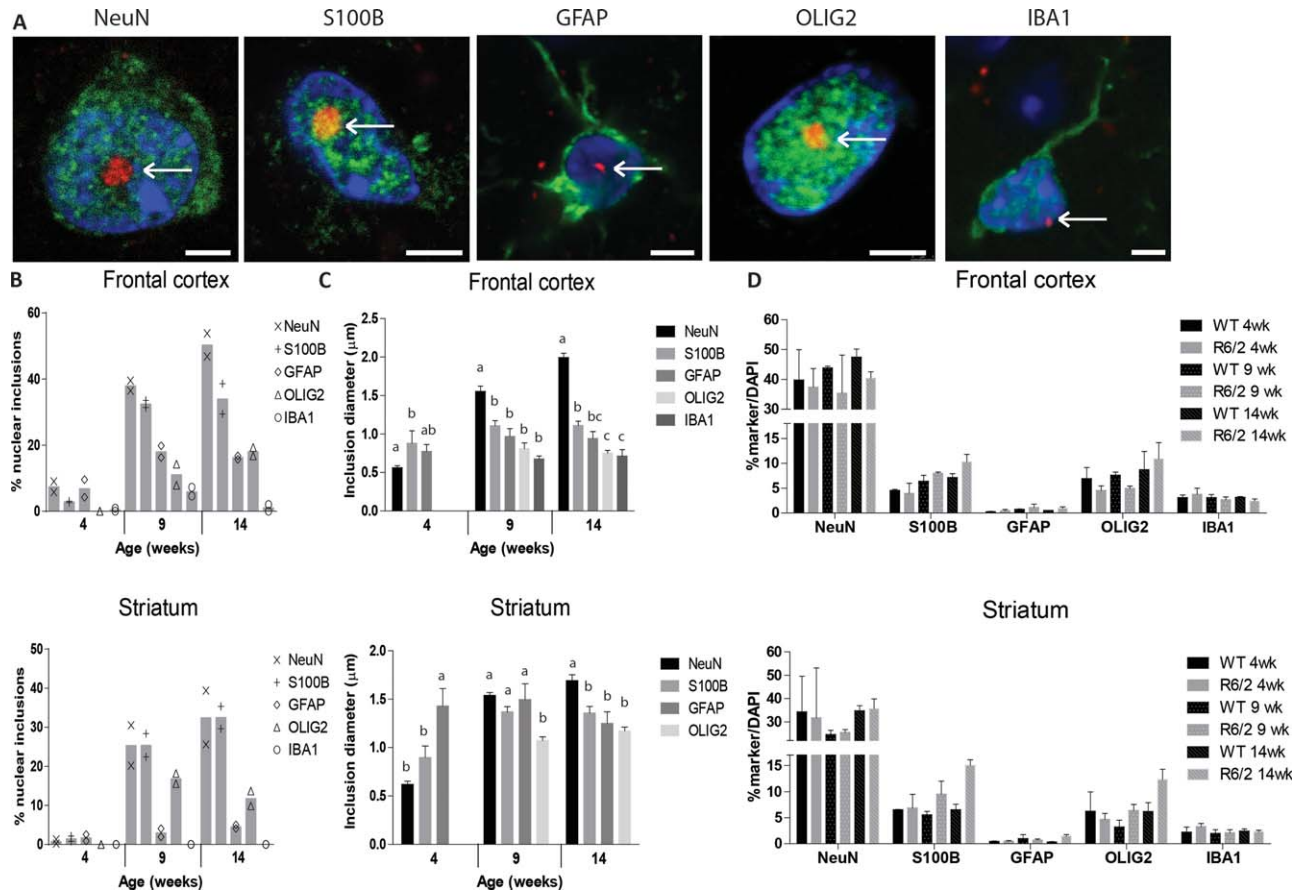 A
NeuN S100B GFAP OLIG2 IBA1
B Frontal cortex
% nuclear inclusions
60
40
20
0
4 9 14
Age (weeks)
NeuN
S100B
GFAP
OLIG2
IBA1
C Frontal cortex
Inclusion diameter (µm)
2.5
2.0
1.5
1.0
0.5
0.0
a b ab
a b b b b
a b bc c c
4 9 14
Age (weeks)
NeuN
S100B
GFAP
OLIG2
IBA1
D Frontal cortex
%marker/DAPI
60
50
40
30
15
10
5
0
NeuN S100B GFAP OLIG2 IBA1
WT 4wk
R6/2 4wk
WT 9 wk
R6/2 9 wk
WT 14wk
R6/2 14wk
Striatum
% nuclear inclusions
50
40
30
20
10
0
4 9 14
Age (weeks)
NeuN
S100B
GFAP
OLIG2
IBA1
Striatum
Inclusion diameter (µm)
2.0
1.5
1.0
0.5
0.0
b b a
a a a b
a b b b
4 9 14
Age (weeks)
NeuN
S100B
GFAP
OLIG2
Striatum
%marker/DAPI
60
50
40
30
15
10
5
0
NeuN S100B GFAP OLIG2 IBA1
WT 4wk
R6/2 4wk
WT 9 wk
R6/2 9 wk
WT 14wk
R6/2 14wk